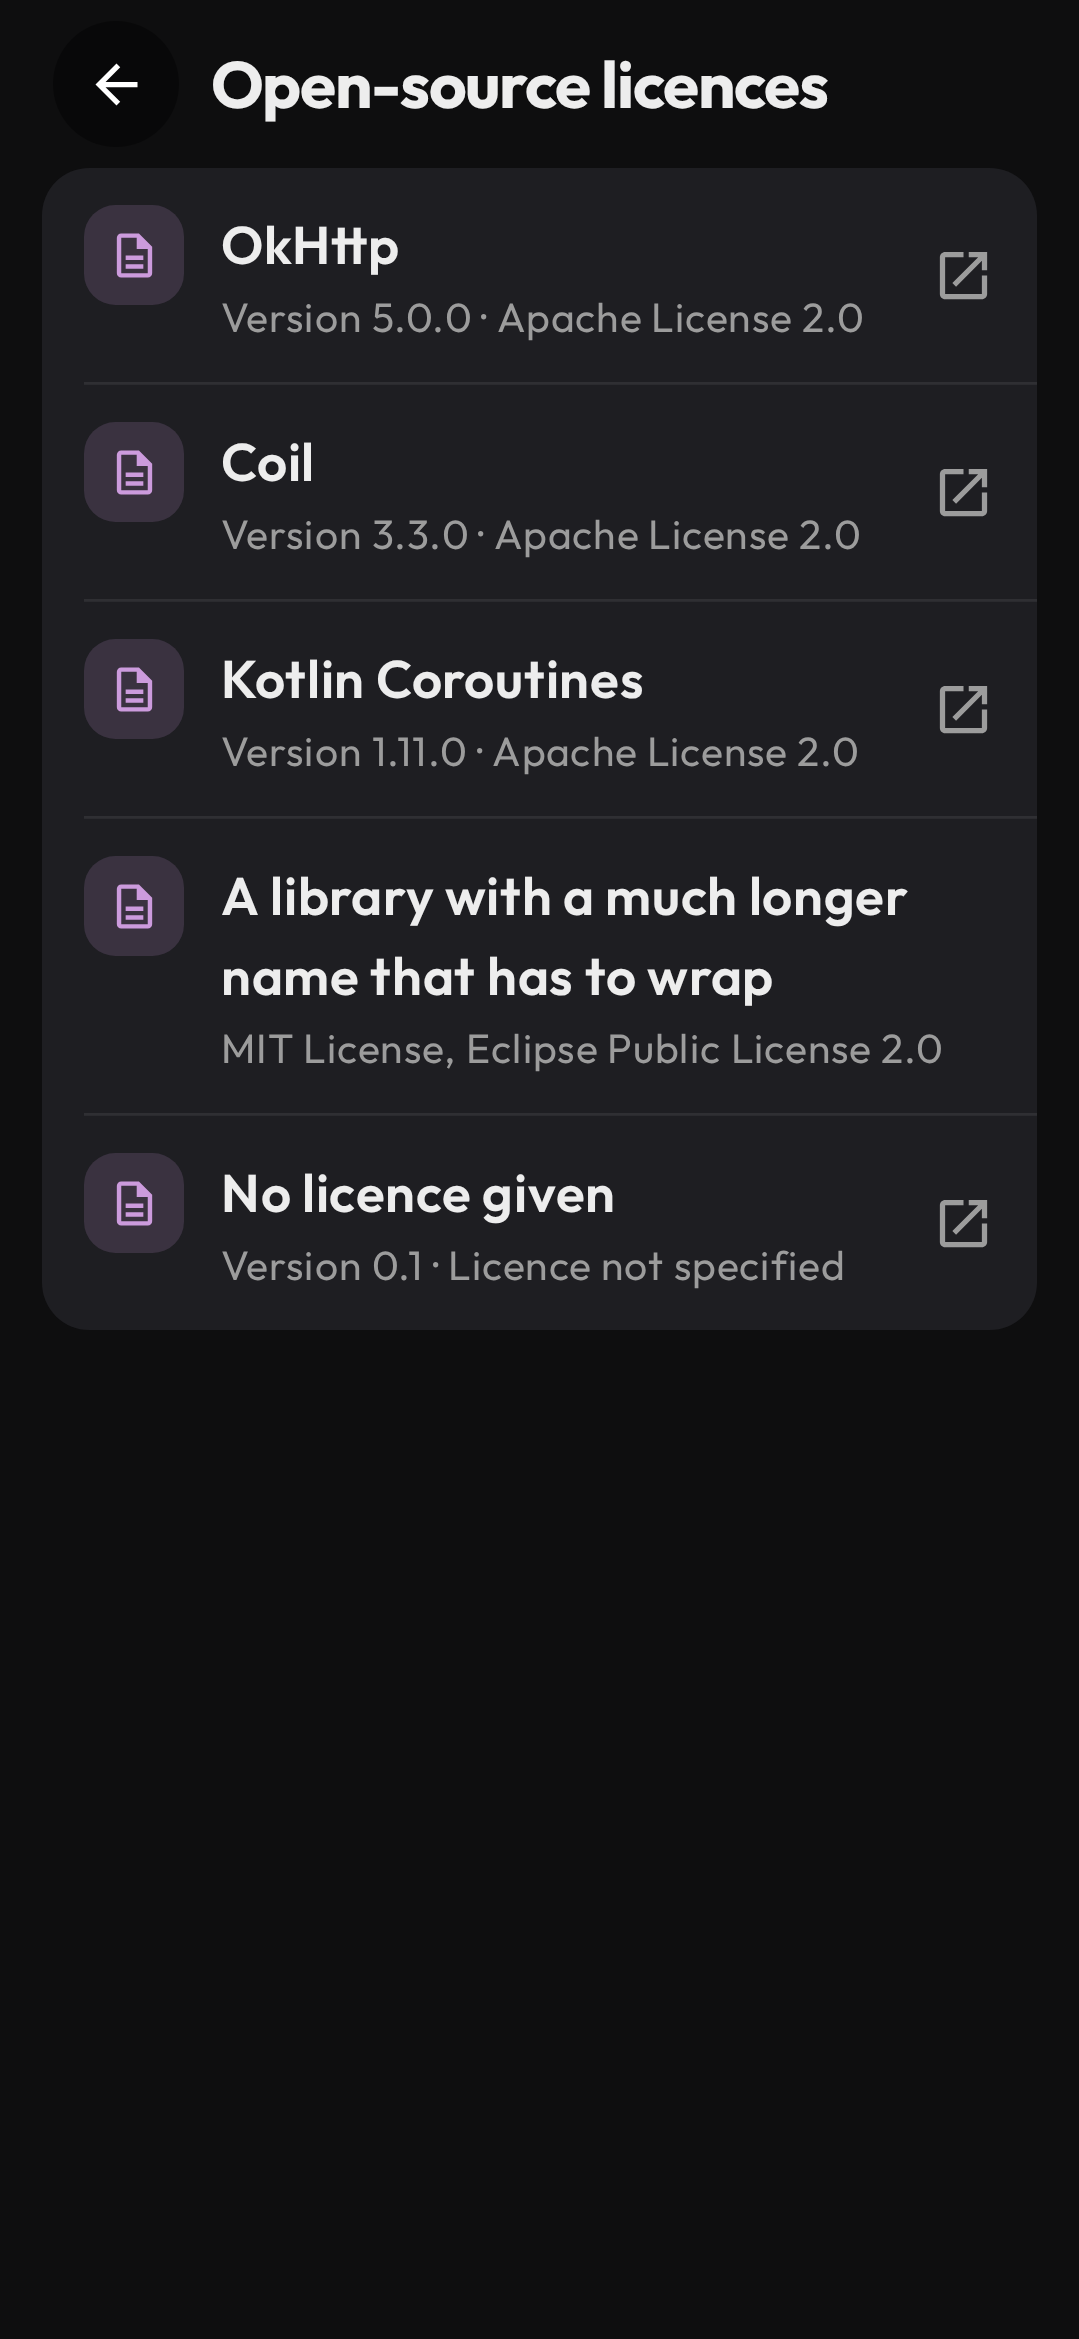 Open-source licences
OkHttp
Version 5.0.0 · Apache License 2.0
Coil
Version 3.3.0 · Apache License 2.0
Kotlin Coroutines
Version 1.11.0 · Apache License 2.0
A library with a much longer
name that has to wrap
MIT License, Eclipse Public License 2.0
No licence given
Version 0.1 · Licence not specified